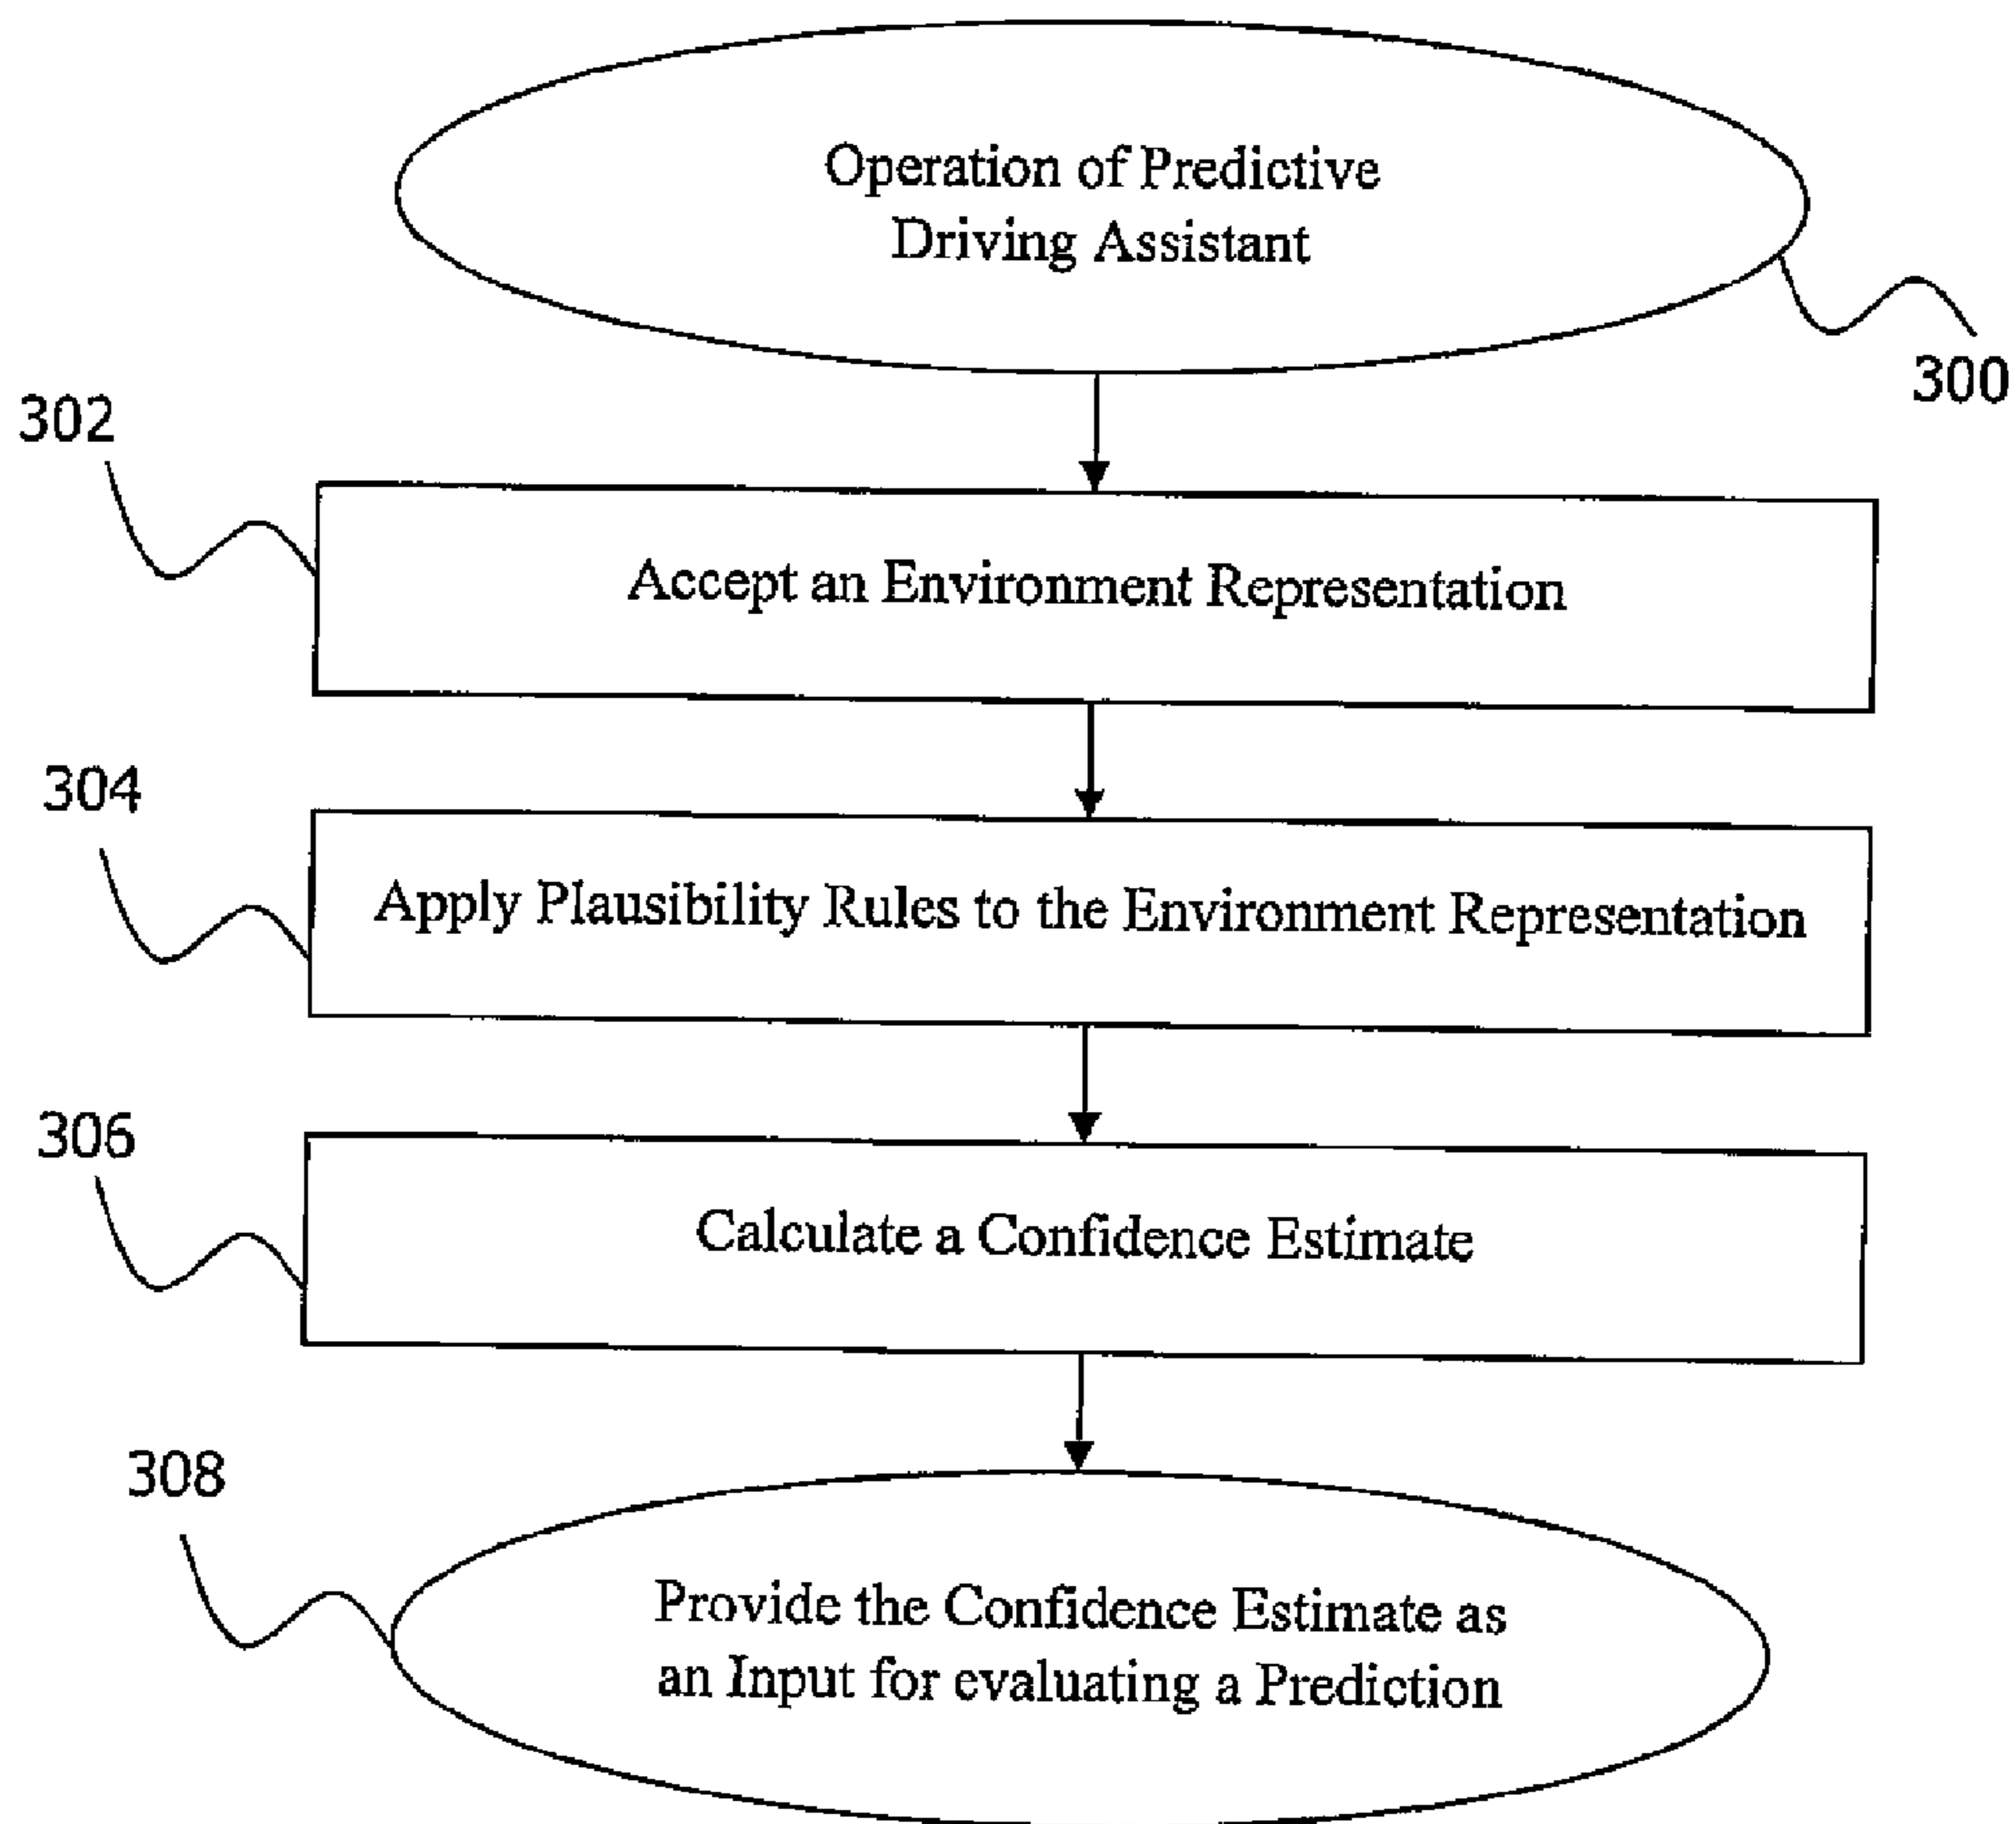 Operation of Predictive
Driving Assistant
300
302
Accept an Environment Representation
304
Apply Plausibility Rules to the Environment Representation
306
Calculate a Confidence Estimate
308
Provide the Confidence Estimate as
an Input for evaluating a Prediction